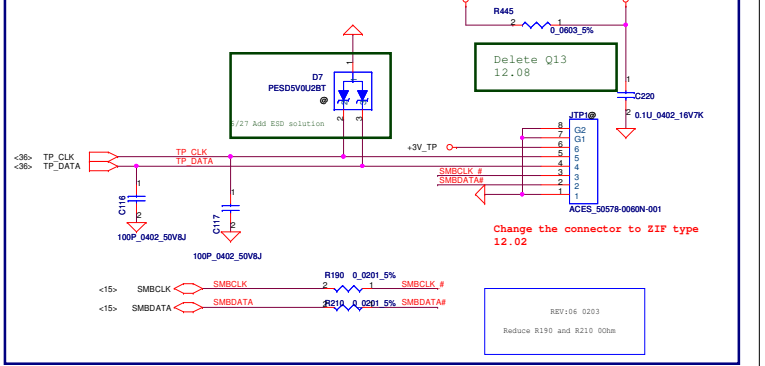 R445
2 1
0_0603_5%
Delete Q13
12.08
1
D7
PESD5V0U2BT
@
2 3
6/27 Add ESD solution
1
C220
2
0.1U_0402_16V7K
JTP1@
8 G2
7 G1
+3V_TP 6 6
<36> TP_CLK TP_CLK 5 5
<36> TP_DATA TP_DATA 4 4
SMBCLK_# 3 3
SMBDATA# 2 2
1 1
ACES_50578-0060N-001
1
C116
2
100P_0402_50V8J
1
C117
2
100P_0402_50V8J
Change the connector to ZIF type
12.02
R190 0_0201_5%
<15> SMBCLK SMBCLK 2 1 SMBCLK_#
R210 0_0201_5%
<15> SMBDATA SMBDATA 2 1 SMBDATA#
REV:06 0203
Reduce R190 and R210 0Ohm